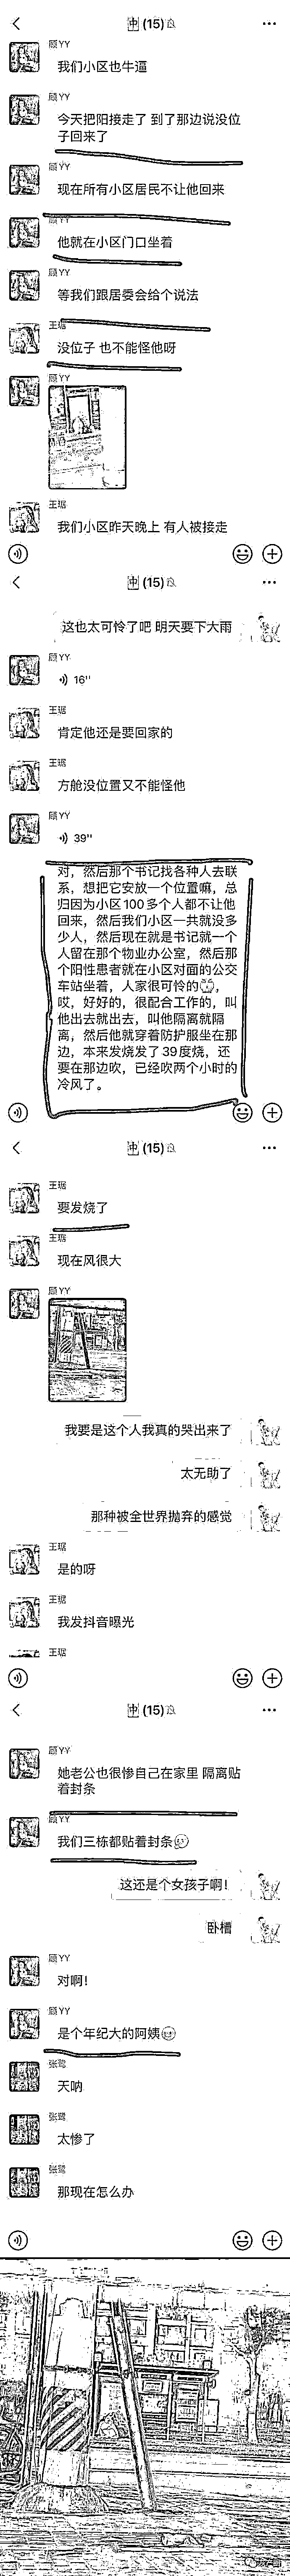 中(15)
顾YY
我们小区也牛逼
顾YY
今天把阳接走了 到了那边说没位
子回来了
顾YY
现在所有小区居民不让他回来
顾YY
他就在小区门口坐着
顾YY
等我们跟居委会给个说法
王琚
没位子 也不能怪他呀
顾YY
王琚
我们小区昨天晚上 有人被接走
中(15)
这也太可怜了吧 明天要下大雨
顾YY
16"
王琚
肯定他还是要回家的
王琚
方舱没位置又不能怪他
顾YY
39"
对，然后那个书记找各种人去联
系，想把它安放一个位置嘛，总
归因为小区100多个人都不让他
回来，然后我们小区一共就没多
少人，然后现在就是书记就一个
人留在那个物业办公室，然后那
个阳性患者就在小区对面的公交
车站坐着，人家很可怜的，
哎，好好的，很配合工作的，叫
他出去就出去，叫他隔离就隔
离，然后他就穿着防护服坐在那
边，本来发烧发了39度烧，还
要在那边吹，已经吹两个小时的
冷风了。
中(15)
王琚
要发烧了
王琚
现在风很大
顾YY
我要是这个人我真的哭出来了
太无助了
那种被全世界抛弃的感觉
王琚
是的呀
王琚
我发抖音曝光
王琚
中(15)
顾YY
她老公也很惨自己在家里 隔离贴
着封条
顾YY
我们三栋都贴着封条
这还是个女孩子啊！
卧槽
顾YY
对啊！
顾YY
是个年纪大的阿姨
张鹭
天呐
张鹭
太惨了
张鹭
那现在怎么办